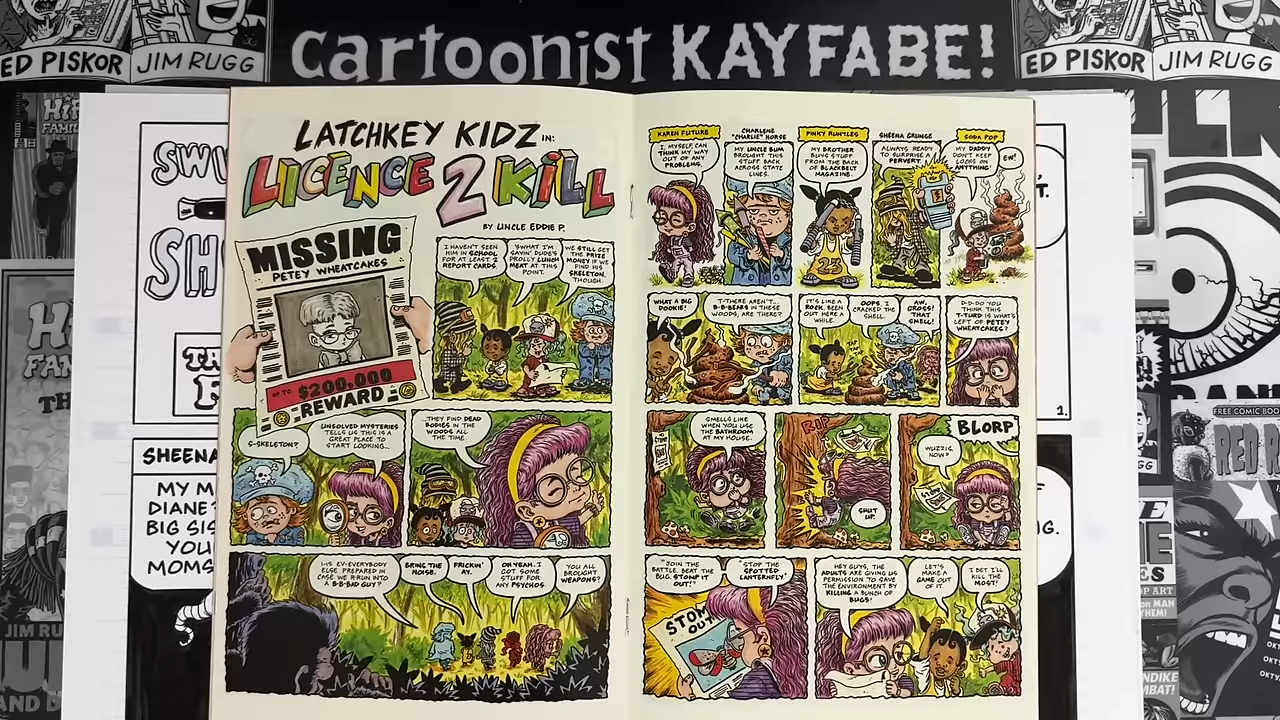 ED PISKOR
JIM RUGG
cartoonist KAYFABE!
ED PISKOR
JIM RUGG
LATCHKEY KIDZ IN:
LICENCE 2 KILL
BY UNCLE EDDIE P.
MISSING
PETEY WHEATCAKES
UP TO $200,000
REWARD
I HAVEN'T SEEN
HIM IN SCHOOL
FOR AT LEAST 2
REPORT CARDS.
'SWHAT I'M
SAYIN'. DUDE'S
PROLLY LUNCH
MEAT AT THIS
POINT.
WE STILL GET
THE PRIZE
MONEY IF WE
FIND HIS
SKELETON,
THOUGH.
S-SKELETON?
UNSOLVED MYSTERIES
TELLS US THIS IS A
GREAT PLACE TO
START LOOKING...
...THEY FIND DEAD
BODIES IN THE
WOODS ALL
THE TIME.
I-IS EV-EVERYBODY
ELSE PREPARED IN
CASE WE R-RUN INTO
A B-B-BAD GUY?
BRING THE
NOISE.
FRICKIN'
AY.
OH YEAH. I
GOT SOME
STUFF FOR
ANY PSYCHOS.
YOU ALL
BROUGHT
WEAPONS?
KAREN FUTURE
I, MYSELF, CAN
THINK MY WAY
OUT OF ANY
PROBLEMS.
CHARLENE
"CHARLIE" HORSE
MY UNCLE BUM
BROUGHT THIS
STUFF BACK
ACROSS STATE
LINES.
PINKY RUNTLES
MY BROTHER
BUYS STUFF
FROM THE BACK
OF BLACKBELT
MAGAZINE.
SHEENA GRUNGE
ALWAYS READY
TO SURPRISE A
PERVERT.
SODA POP
MY DADDY
DON'T KEEP
LOCKS ON
ANYTHING!
EW!
WHAT A BIG
DOOKIE!
T-THERE AREN'T...
B-B-BEARS IN THESE
WOODS, ARE THERE?
IT'S LIKE A
ROCK. BEEN
OUT HERE A
WHILE.
OOPS. I
CRACKED THE
SHELL.
AW,
GROSS!
THAT
SMELL!
D-D-DO YOU
THINK THIS
T-TURD IS WHAT'S
LEFT OF PETEY
WHEATCAKES?
SMELLS LIKE
WHEN YOU USE
THE BATHROOM
AT MY HOUSE.
SHUT
UP.
WUZZIS,
NOW?
BLORP
"JOIN THE
BATTLE. BEAT THE
BUG. STOMP IT
OUT!"
"STOP THE
SPOTTED
LANTERNFLY."
HEY GUYS, THE
ADULTS ARE GIVING US
PERMISSION TO SAVE
THE ENVIRONMENT BY
KILLING A BUNCH OF
BUGS!
LET'S
MAKE A
GAME OUT
OF IT.
I BET I'LL
KILL THE
MOST!
SHEENA
MY M
DIANE
BIG SIS
YOU
MOMS
1.
FREE COMIC BOOK
RED R
JIM RU
AND D